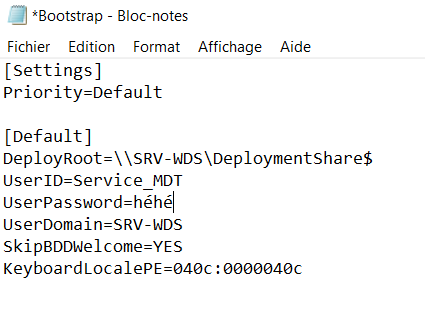 *Bootstrap - Bloc-notes
Fichier Edition Format Affichage Aide
[Settings]
Priority=Default

[Default]
DeployRoot=\\SRV-WDS\DeploymentShare$
UserID=Service_MDT
UserPassword=héhé
UserDomain=SRV-WDS
SkipBDDWelcome=YES
KeyboardLocalePE=040c:0000040c